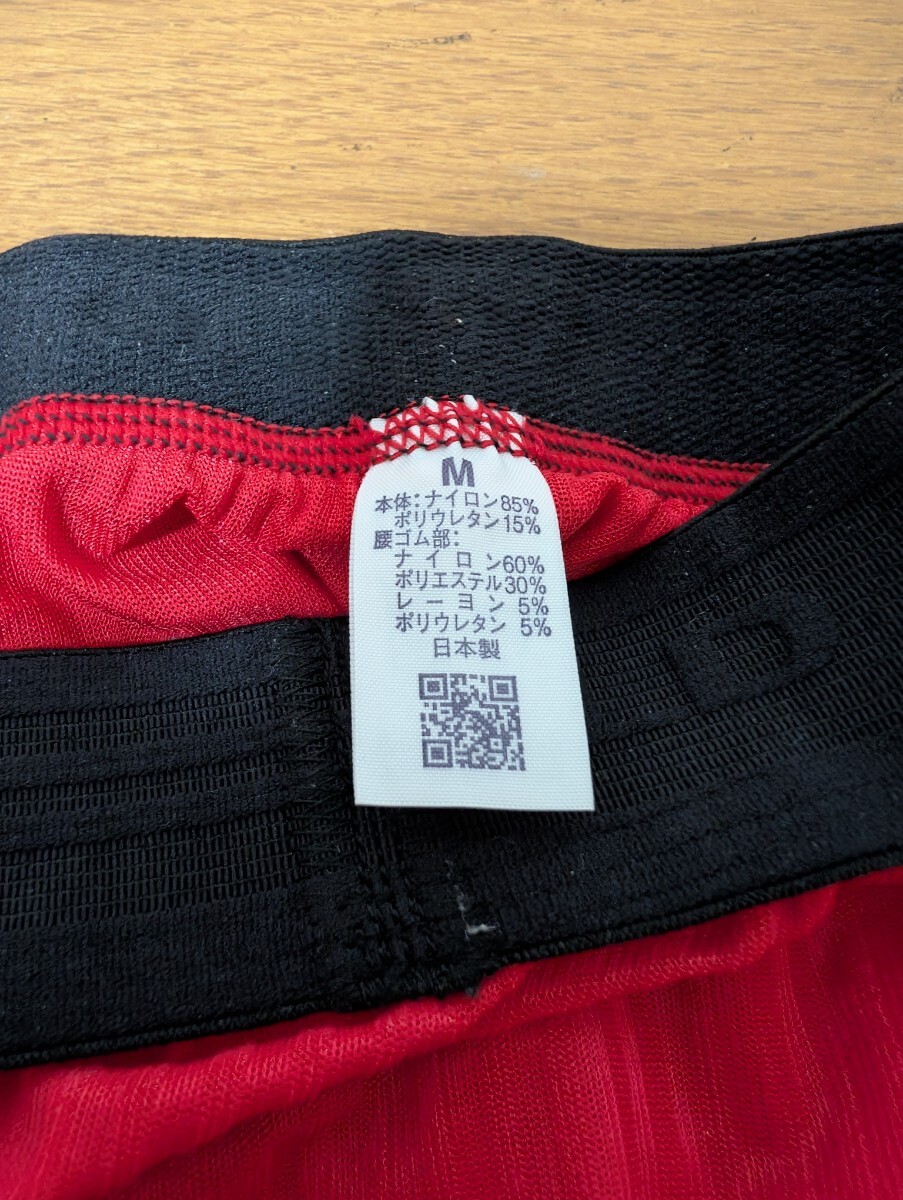 M
本体:ナイロン85%
ポリウレタン15%
腰ゴム部:
ナイロン60%
ポリエステル30%
レーヨン 5%
ポリウレタン 5%
日本製